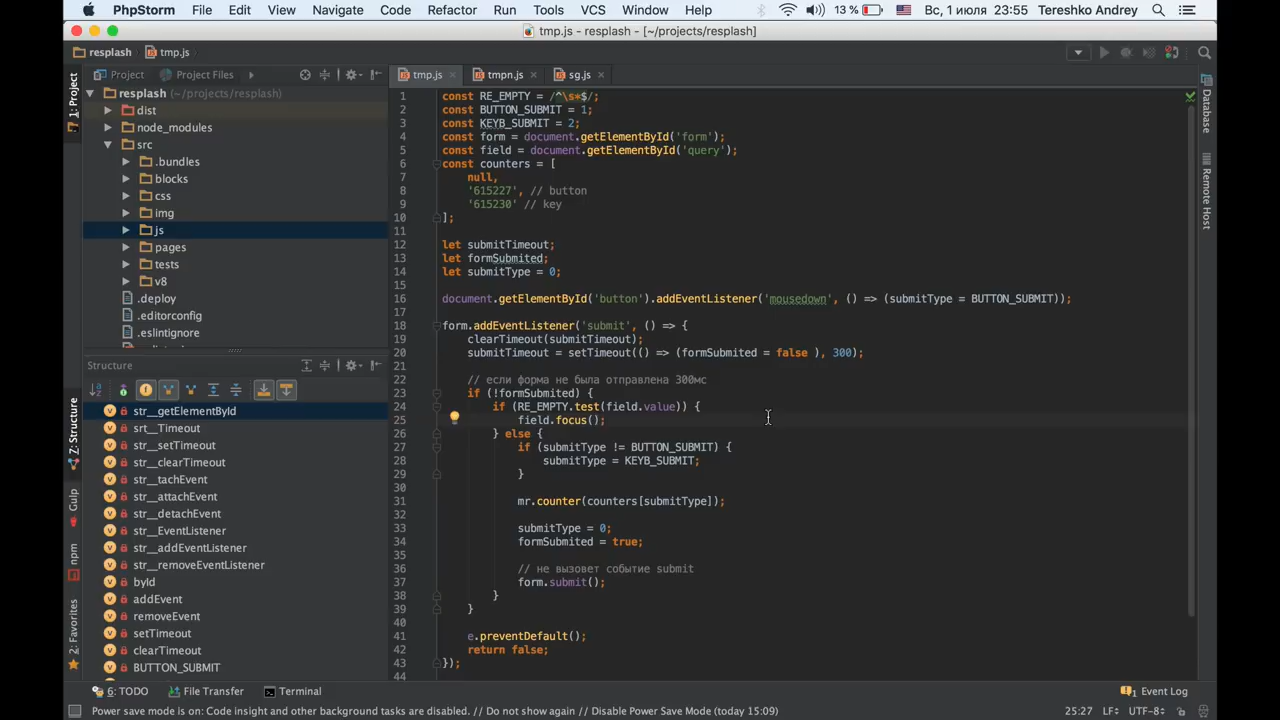 PhpStorm File Edit View Navigate Code Refactor Run Tools VCS Window Help 13 % Вс, 1 июля 23:55 Tereshko Andrey
tmp.js - resplash - [~/projects/resplash]
resplash tmp.js
1: Project
Project Project Files
resplash (~/projects/resplash)
dist
node_modules
src
.bundles
blocks
css
img
js
pages
tests
v8
.deploy
.editorconfig
.eslintignore
Z: Structure
Gulp
npm
2: Favorites
Structure
str__getElementById
srt__Timeout
str__setTimeout
str__clearTimeout
str__tachEvent
str__attachEvent
str__detachEvent
str__EventListener
str__addEventListener
str__removeEventListener
byId
addEvent
removeEvent
setTimeout
clearTimeout
BUTTON_SUBMIT
tmp.js tmpn.js sg.js
1 const RE_EMPTY = /^\s*$/;
2 const BUTTON_SUBMIT = 1;
3 const KEYB_SUBMIT = 2;
4 const form = document.getElementById('form');
5 const field = document.getElementById('query');
6 const counters = [
7 null,
8 '615227', // button
9 '615230' // key
10 ];
11
12 let submitTimeout;
13 let formSubmited;
14 let submitType = 0;
15
16 document.getElementById('button').addEventListener('mousedown', () => (submitType = BUTTON_SUBMIT));
17
18 form.addEventListener('submit', () => {
19 clearTimeout(submitTimeout);
20 submitTimeout = setTimeout(() => (formSubmited = false ), 300);
21
22 // если форма не была отправлена 300мс
23 if (!formSubmited) {
24 if (RE_EMPTY.test(field.value)) {
25 field.focus();
26 } else {
27 if (submitType != BUTTON_SUBMIT) {
28 submitType = KEYB_SUBMIT;
29 }
30
31 mr.counter(counters[submitType]);
32
33 submitType = 0;
34 formSubmited = true;
35
36 // не вызовет событие submit
37 form.submit();
38 }
39 }
40
41 e.preventDefault();
42 return false;
43 });
44
Database
Remote Host
6: TODO File Transfer Terminal Event Log
Power save mode is on: Code insight and other background tasks are disabled. // Do not show again // Disable Power Save Mode (today 15:09) 25:27 LF÷ UTF-8÷